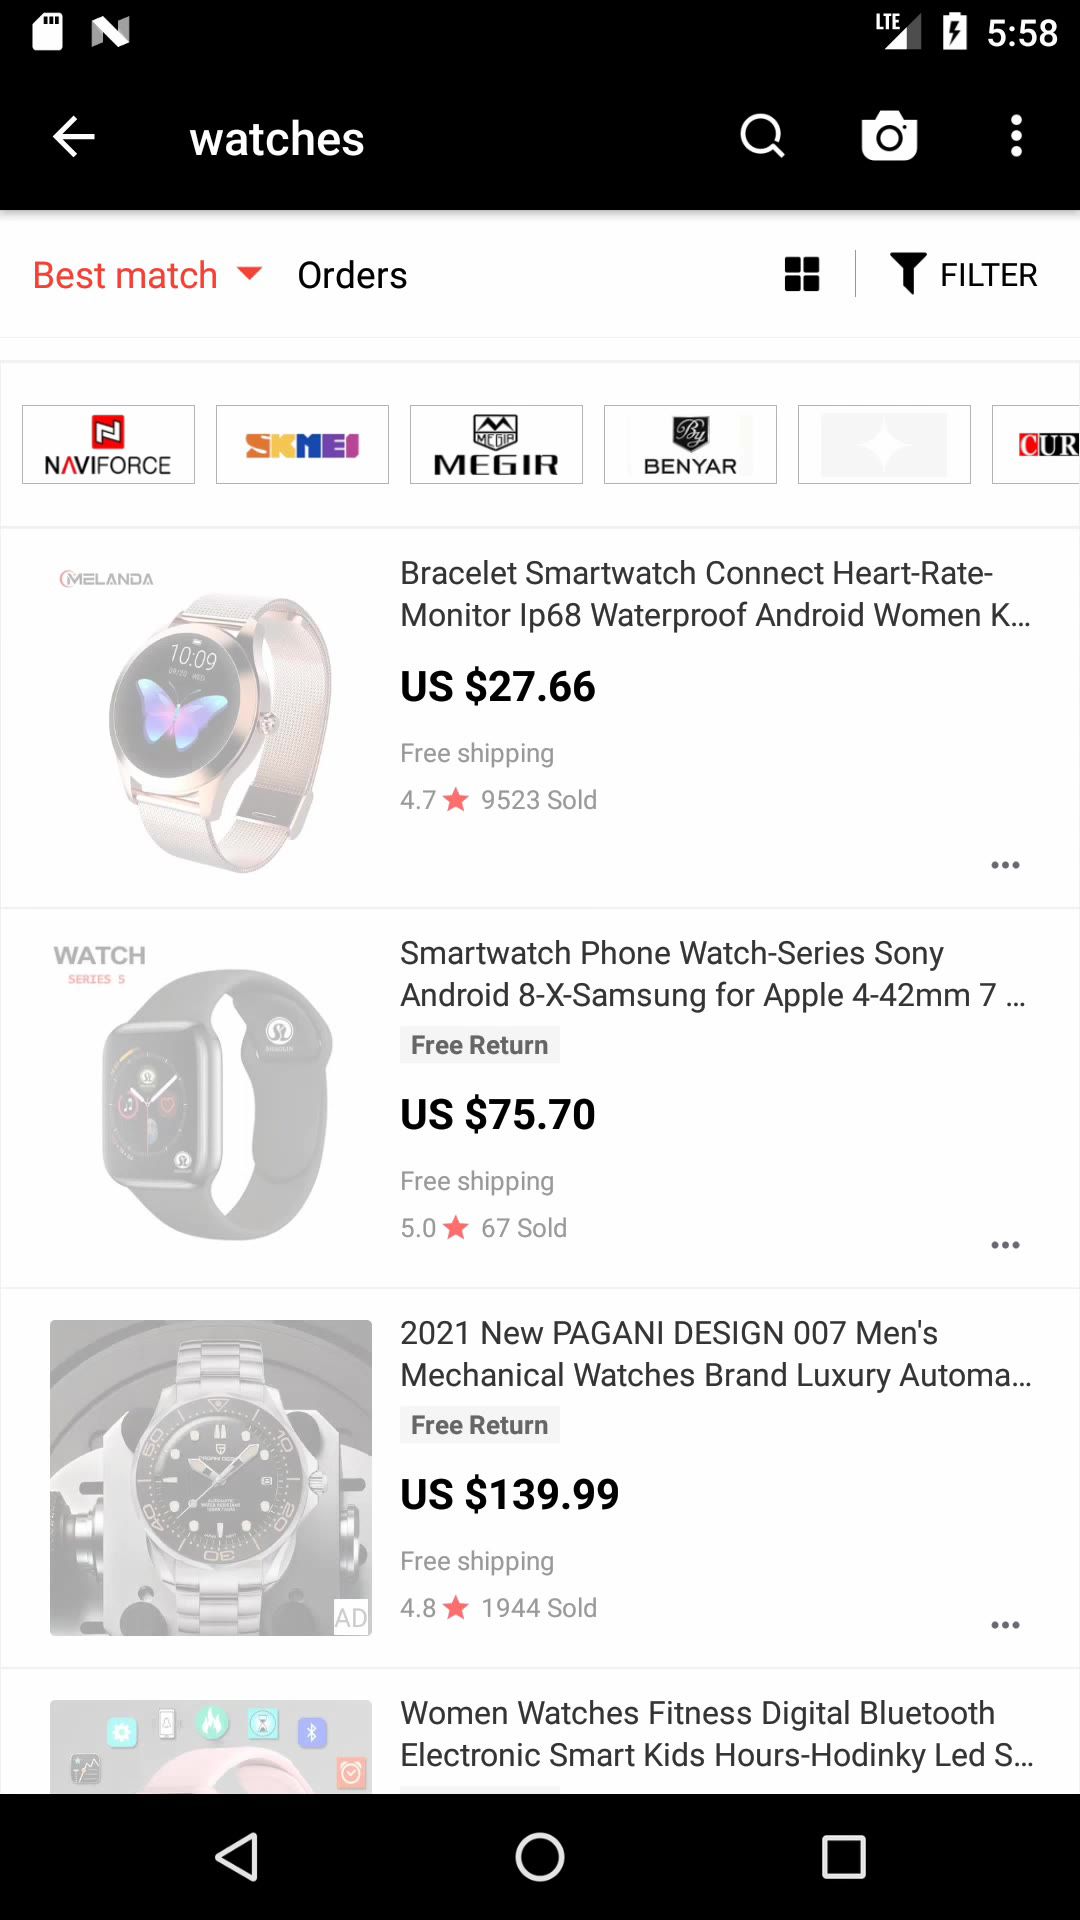 LTE 5:58
watches
Best match Orders FILTER
NAVIFORCE
SKMEI
MEGIR
MEGIR
By
BENYAR
CUR
MELANDA
10:09
Bracelet Smartwatch Connect Heart-Rate-
Monitor Ip68 Waterproof Android Women K...
US $27.66
Free shipping
4.7 9523 Sold
WATCH
SERIES 5
Smartwatch Phone Watch-Series Sony
Android 8-X-Samsung for Apple 4-42mm 7 ...
Free Return
US $75.70
Free shipping
5.0 67 Sold
2021 New PAGANI DESIGN 007 Men's
Mechanical Watches Brand Luxury Automa...
Free Return
US $139.99
Free shipping
4.8 1944 Sold
AD
Women Watches Fitness Digital Bluetooth
Electronic Smart Kids Hours-Hodinky Led S...